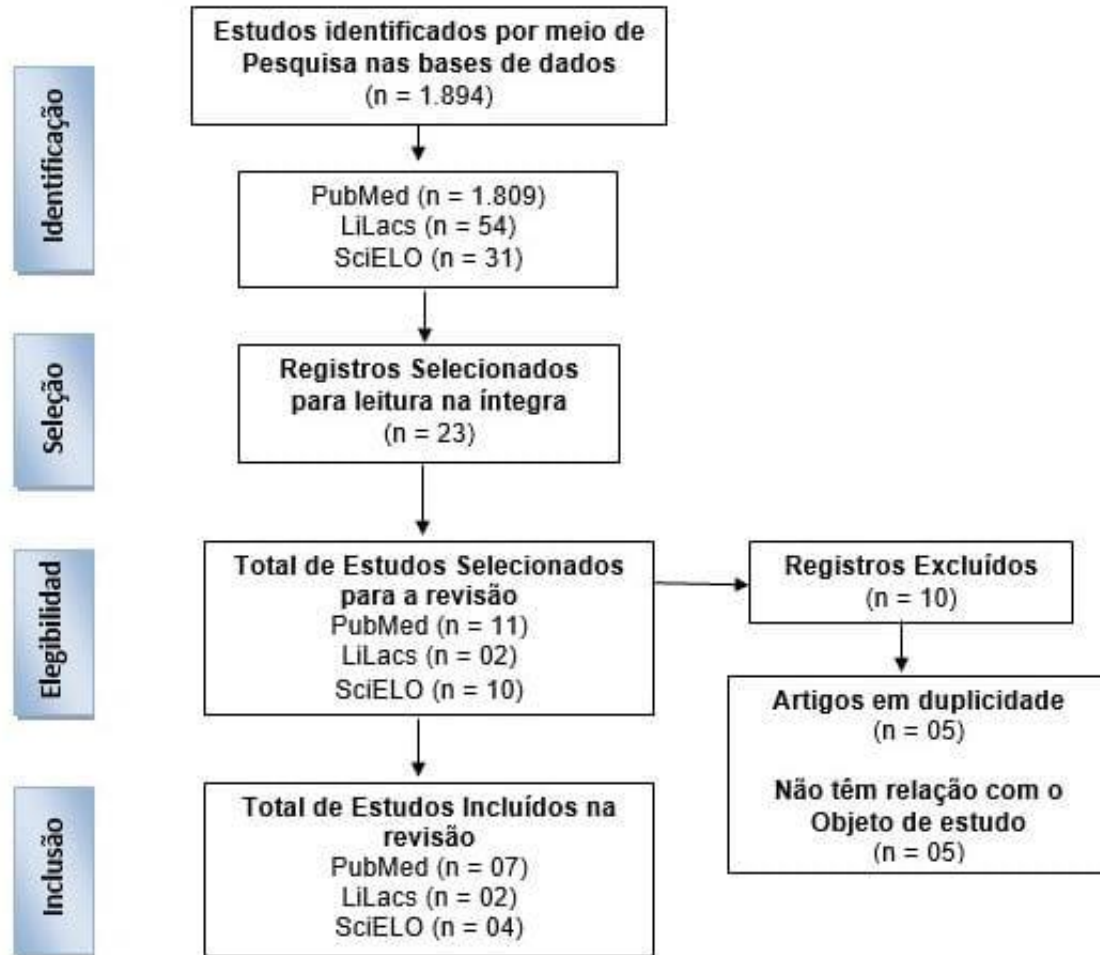 Identificação
Estudos identificados por meio de
Pesquisa nas bases de dados
(n = 1.894)
PubMed (n = 1.809)
LiLacs (n = 54)
SciELO (n = 31)
Seleção
Registros Selecionados
para leitura na íntegra
(n = 23)
Elegibilidad
Total de Estudos Selecionados
para a revisão
PubMed (n = 11)
LiLacs (n = 02)
SciELO (n = 10)
Registros Excluídos
(n = 10)
Artigos em duplicidade
(n = 05)
Não têm relação com o
Objeto de estudo
(n = 05)
Inclusão
Total de Estudos Incluídos na
revisão
PubMed (n = 07)
LiLacs (n = 02)
SciELO (n = 04)